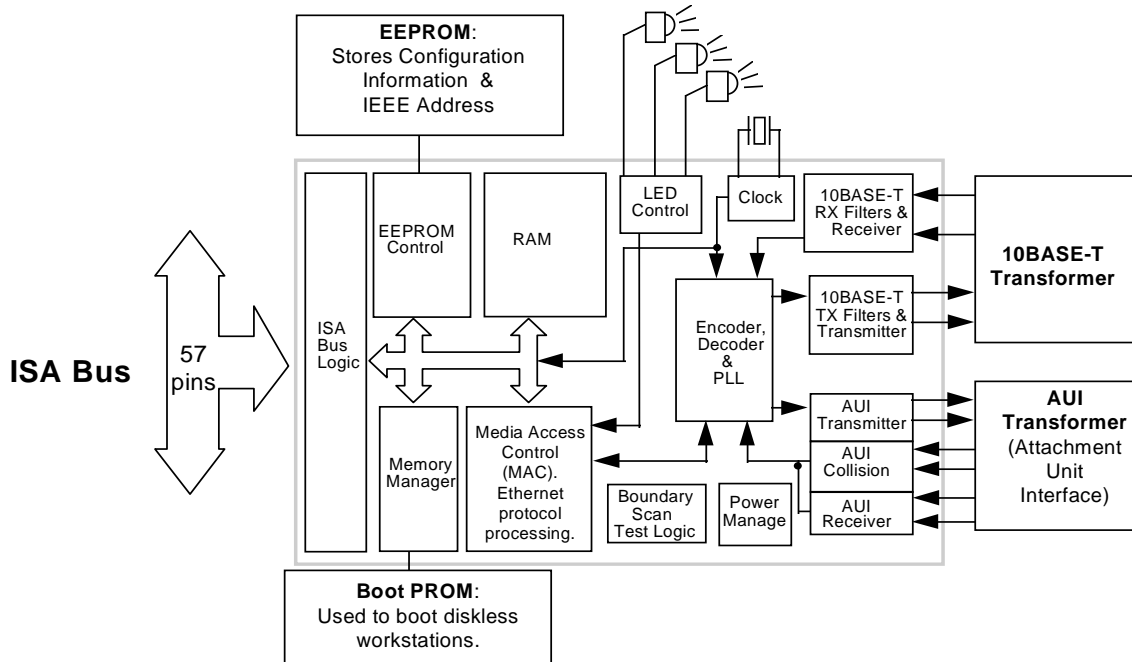 EEPROM:
Stores Configuration
Information &
IEEE Address
LED
Control
Clock
10BASE-T
RX Filters &
Receiver
10BASE-T
Transformer
EEPROM
Control
RAM
10BASE-T
TX Filters &
Transmitter
ISA Bus
57
pins
ISA
Bus
Logic
Encoder,
Decoder
&
PLL
Memory
Manager
Media Access
Control
(MAC).
Ethernet
protocol
processing.
Boundary
Scan
Test Logic
Power
Manage
AUI
Transmitter
AUI
Collision
AUI
Receiver
AUI
Transformer
(Attachment
Unit
Interface)
Boot PROM:
Used to boot diskless
workstations.